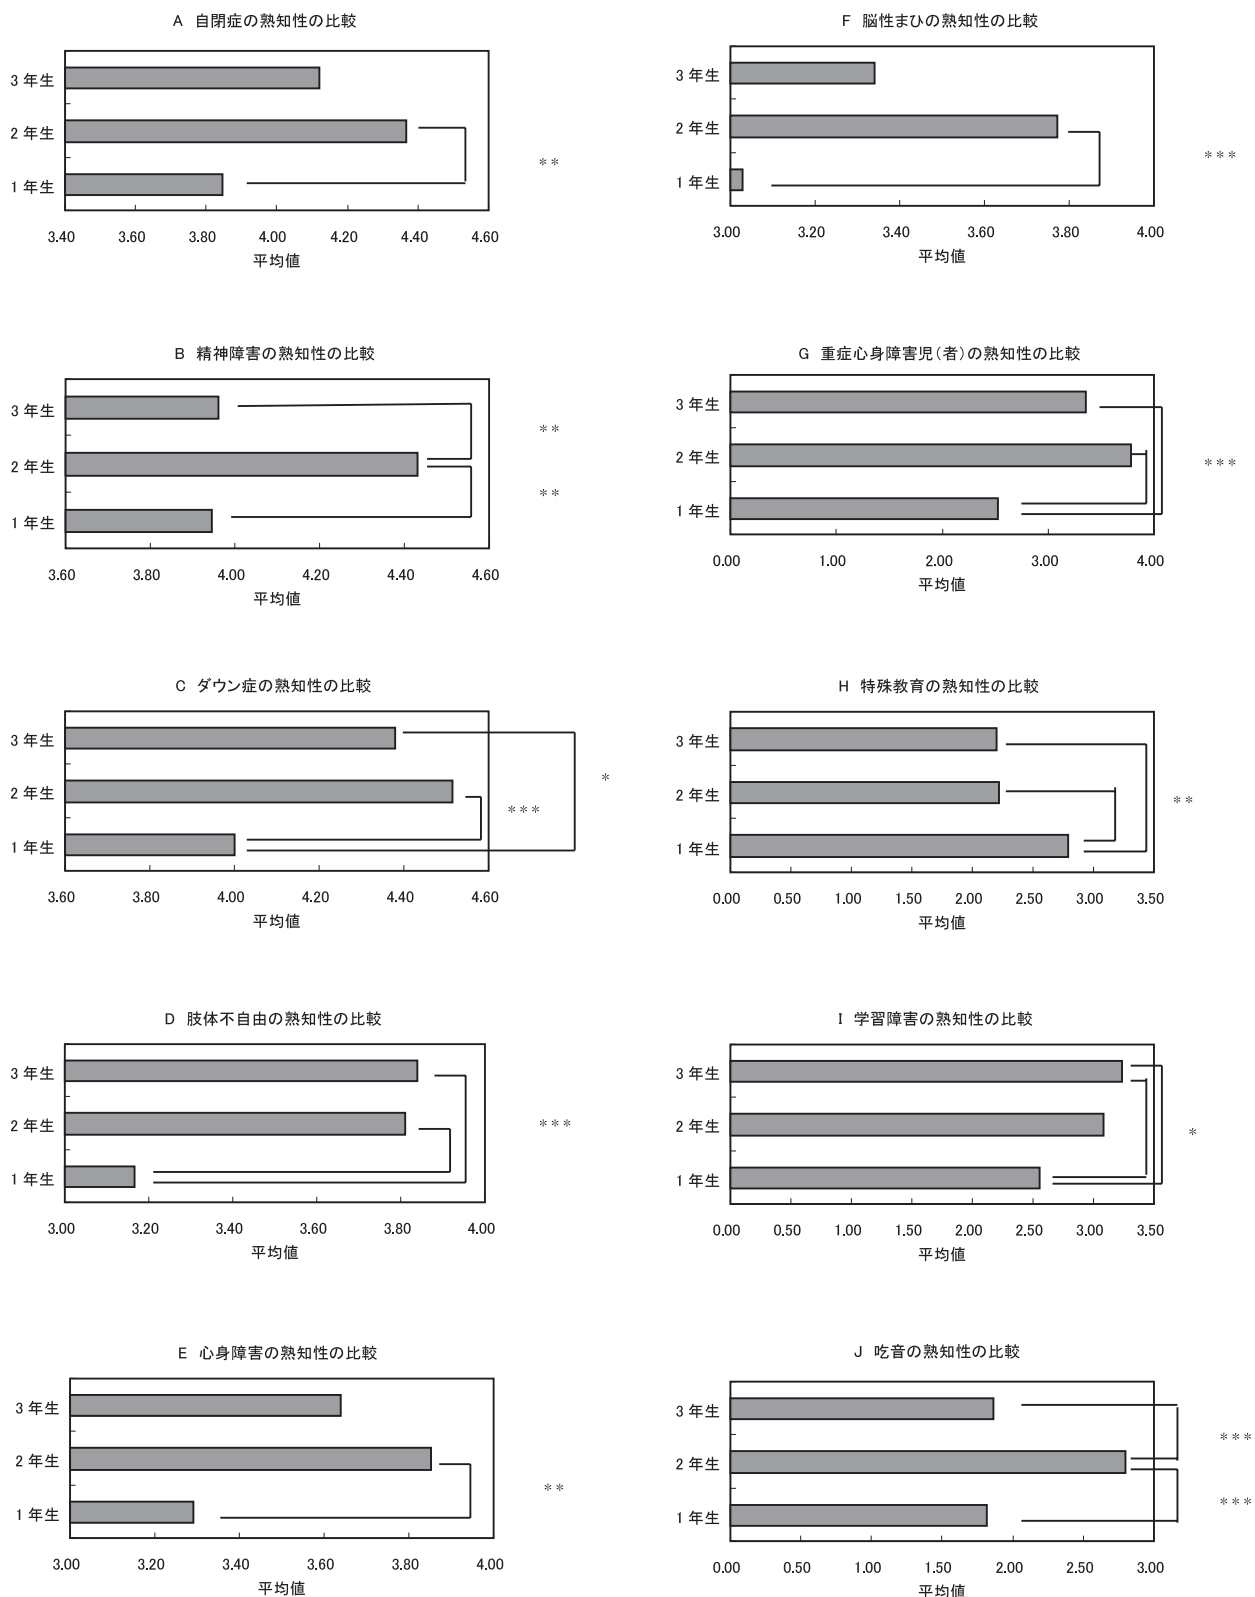 A 自閉症の熟知性の比較
3 年生
2 年生
**
1 年生
3.40 3.60 3.80 4.00 4.20 4.40 4.60
平均値
B 精神障害の熟知性の比較
3 年生
**
2 年生
**
1 年生
3.60 3.80 4.00 4.20 4.40 4.60
平均値
C ダウン症の熟知性の比較
3 年生
*
2 年生
***
1 年生
3.60 3.80 4.00 4.20 4.40 4.60
平均値
D 肢体不自由の熟知性の比較
3 年生
2 年生
***
1 年生
3.00 3.20 3.40 3.60 3.80 4.00
平均値
E 心身障害の熟知性の比較
3 年生
2 年生
**
1 年生
3.00 3.20 3.40 3.60 3.80 4.00
平均値
F 脳性まひの熟知性の比較
3 年生
2 年生
***
1 年生
3.00 3.20 3.40 3.60 3.80 4.00
平均値
G 重症心身障害児(者)の熟知性の比較
3 年生
2 年生
***
1 年生
0.00 1.00 2.00 3.00 4.00
平均値
H 特殊教育の熟知性の比較
3 年生
2 年生
**
1 年生
0.00 0.50 1.00 1.50 2.00 2.50 3.00 3.50
平均値
I 学習障害の熟知性の比較
3 年生
2 年生
*
1 年生
0.00 0.50 1.00 1.50 2.00 2.50 3.00 3.50
平均値
J 吃音の熟知性の比較
3 年生
***
2 年生
***
1 年生
0.00 0.50 1.00 1.50 2.00 2.50 3.00
平均値